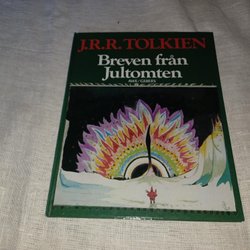 J.R.R. TOLKIEN
Breven från
Jultomten